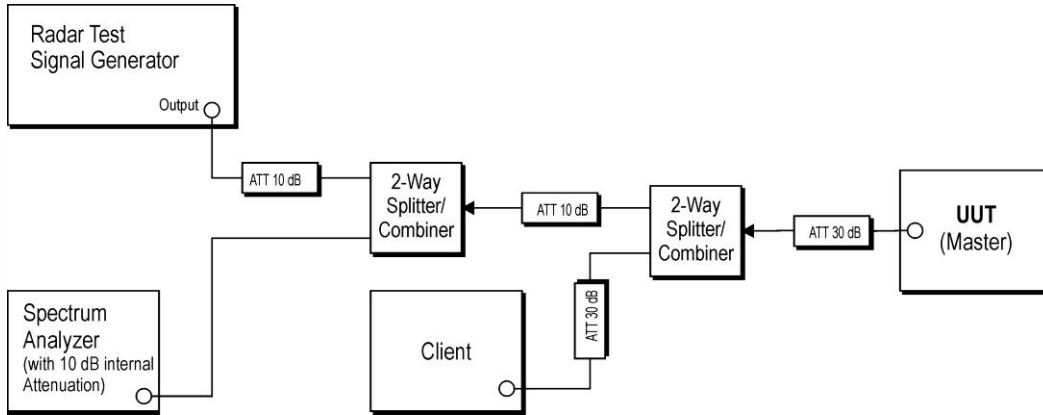 Radar Test
Signal Generator
Output
ATT 10 dB
2-Way
Splitter/
Combiner
ATT 10 dB
2-Way
Splitter/
Combiner
ATT 30 dB
UUT
(Master)
Spectrum
Analyzer
(with 10 dB internal
Attenuation)
Client
ATT 30 dB